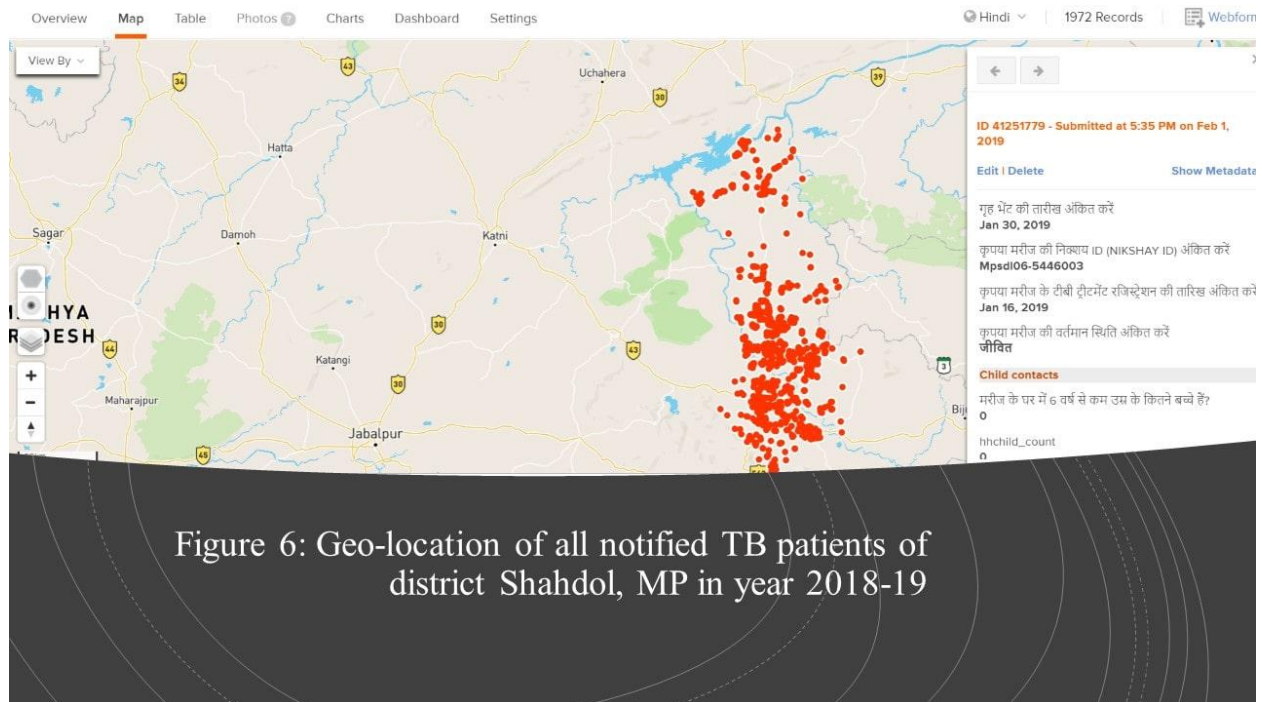 Overview Map Table Photos ? Charts Dashboard Settings
Hindi 1972 Records Webform
View By
34
43
Uchahera
39
30
Hatta
Sagar
Damoh
Katni
HYA
DESH
44
30
43
3
Katangi
30
Maharajpur
Jabalpur
45
Bij
ID 41251779 - Submitted at 5:35 PM on Feb 1,
2019
Edit | Delete Show Metadata
गृह भेंट की तारीख अंकित करें
Jan 30, 2019
कृपया मरीज की निक्षय ID (NIKSHAY ID) अंकित करें
Mpsdl06-5446003
कृपया मरीज के टीबी ट्रीटमेंट रजिस्ट्रेशन की तारिख अंकित करें
Jan 16, 2019
कृपया मरीज की वर्तमान स्थिति अंकित करें
जीवित
Child contacts
मरीज के घर में 6 वर्ष से कम उम्र के कितने बच्चे हैं?
0
hhchild_count
0
Figure 6: Geo-location of all notified TB patients of
district Shahdol, MP in year 2018-19